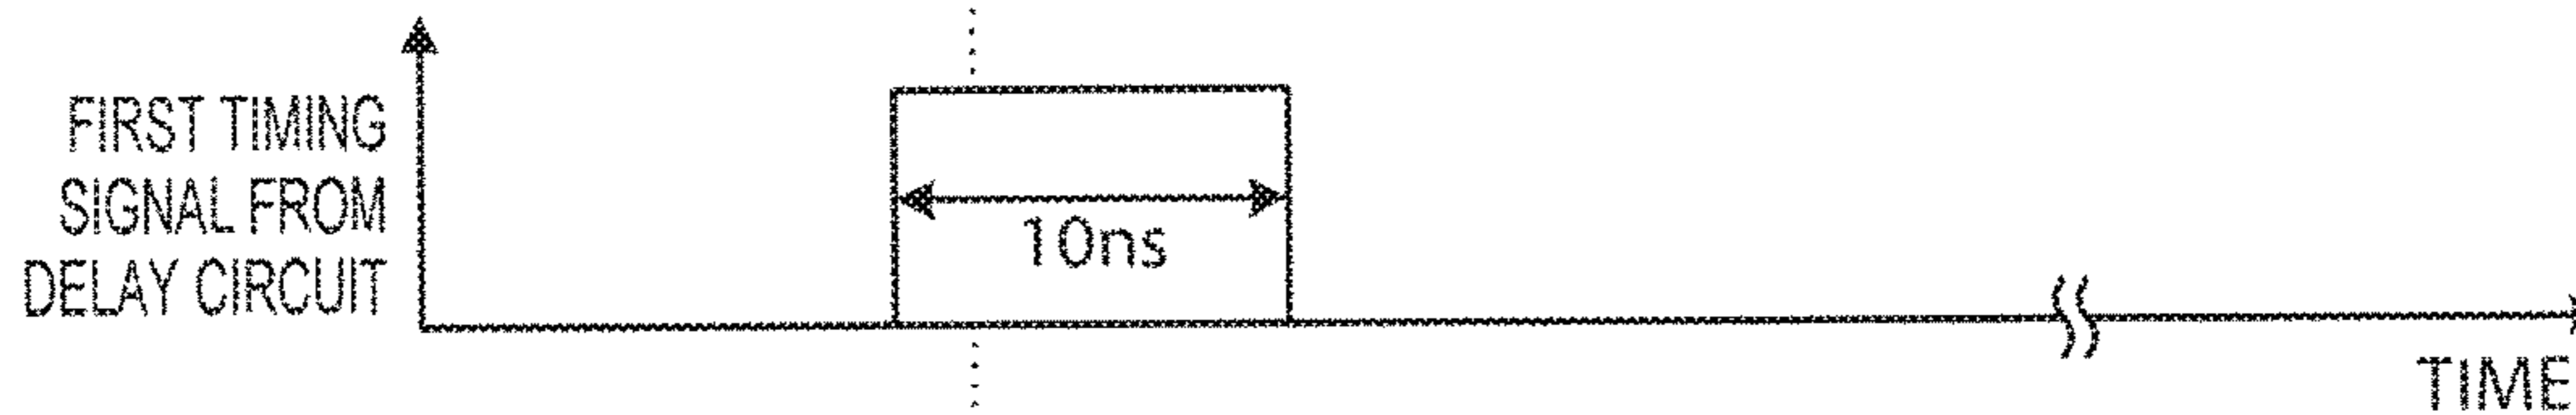 FIRST TIMING
SIGNAL FROM
DELAY CIRCUIT
10ns
TIME